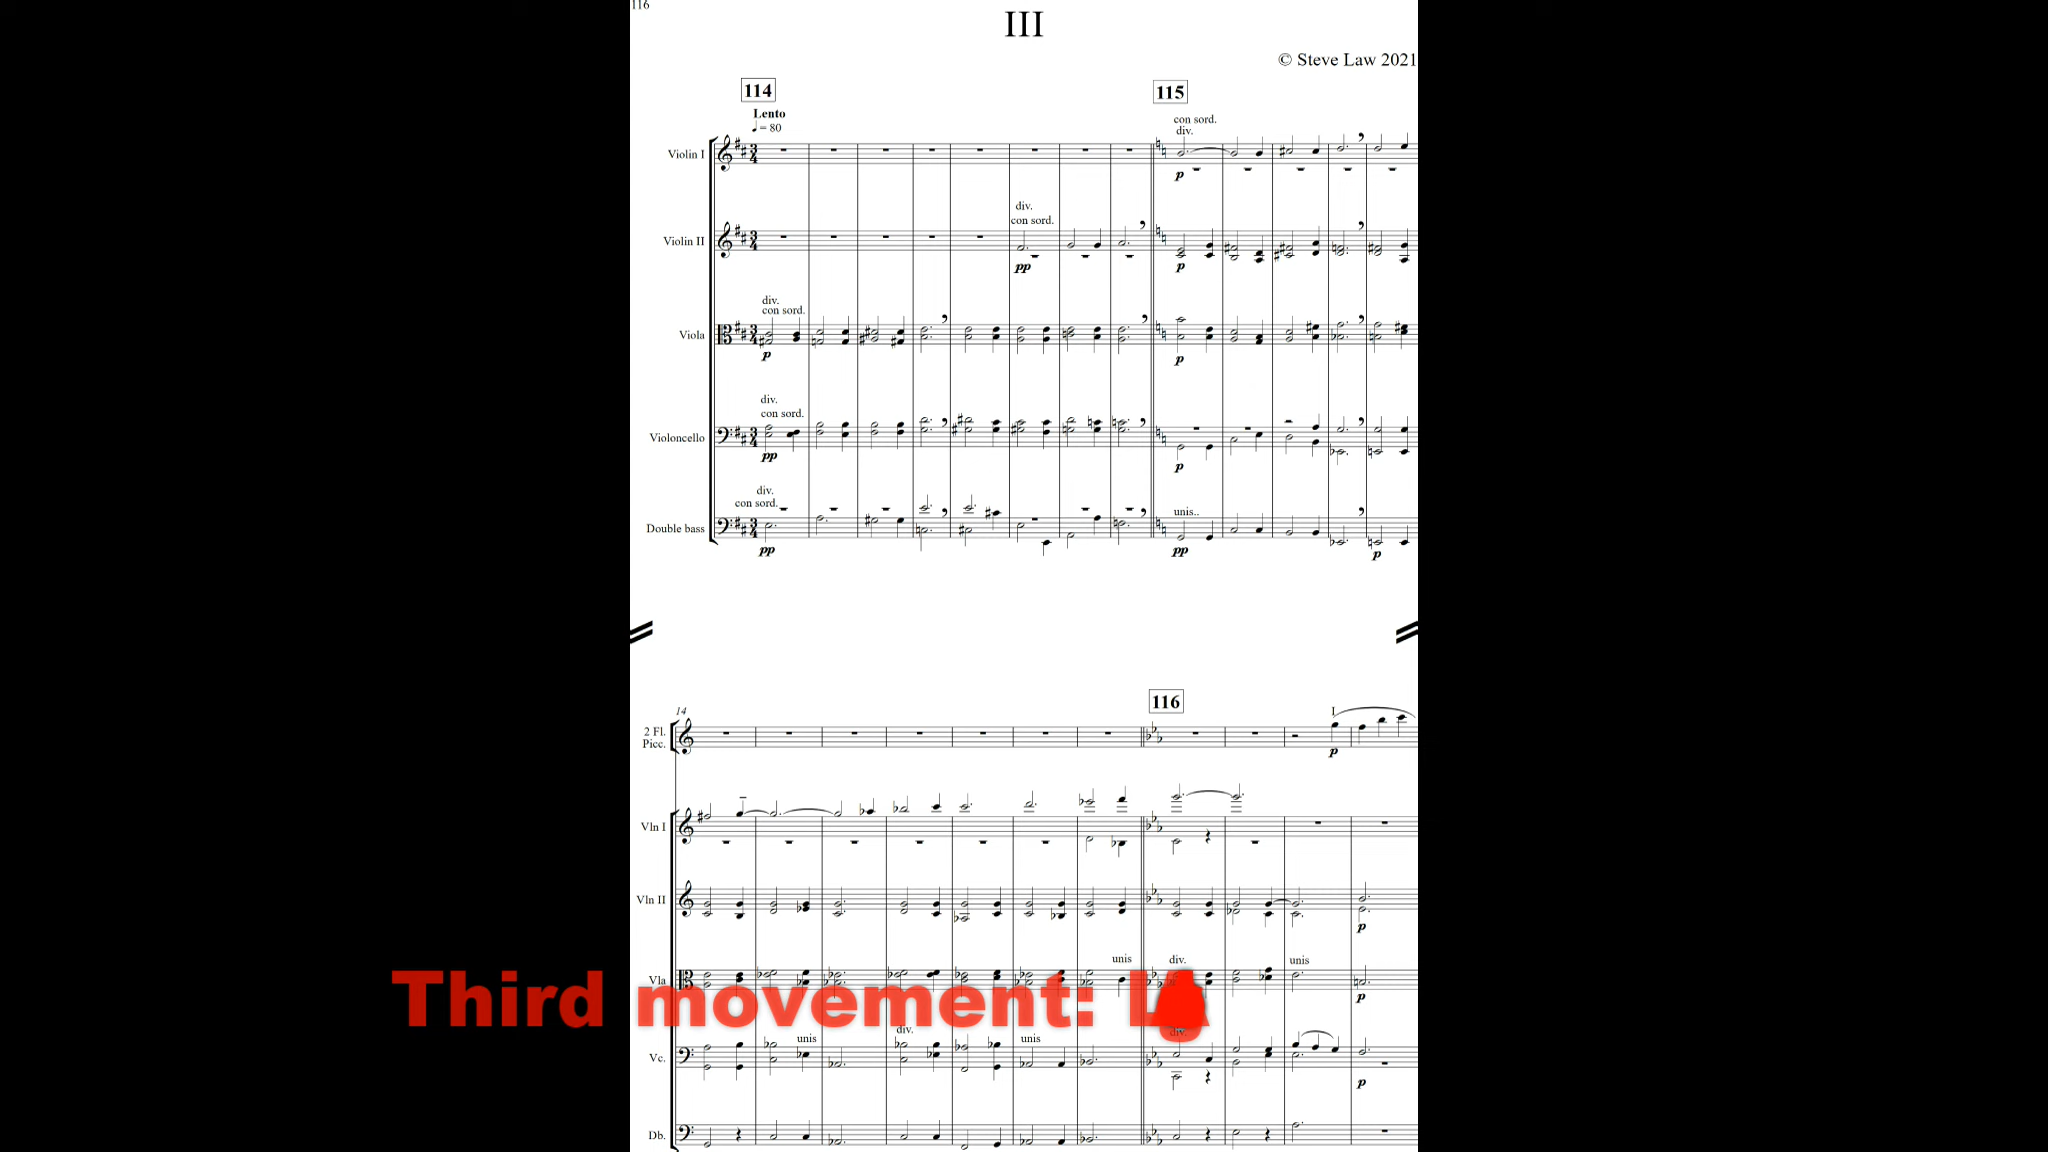 116
III
© Steve Law 2021
114
115
Lento
♩ = 80
con sord.
div.
Violin I
p
div.
con sord.
Violin II
pp
p
div.
con sord.
Viola
p
p
div.
con sord.
Violoncello
pp
p
div.
con sord.
unis..
Double bass
pp
pp
p
116
14
I
2 Fl.
Picc.
p
Vln I
Vln II
p
unis
div.
unis
Vla
p
Third movement:
div.
unis
unis
div.
Vc.
p
Db.